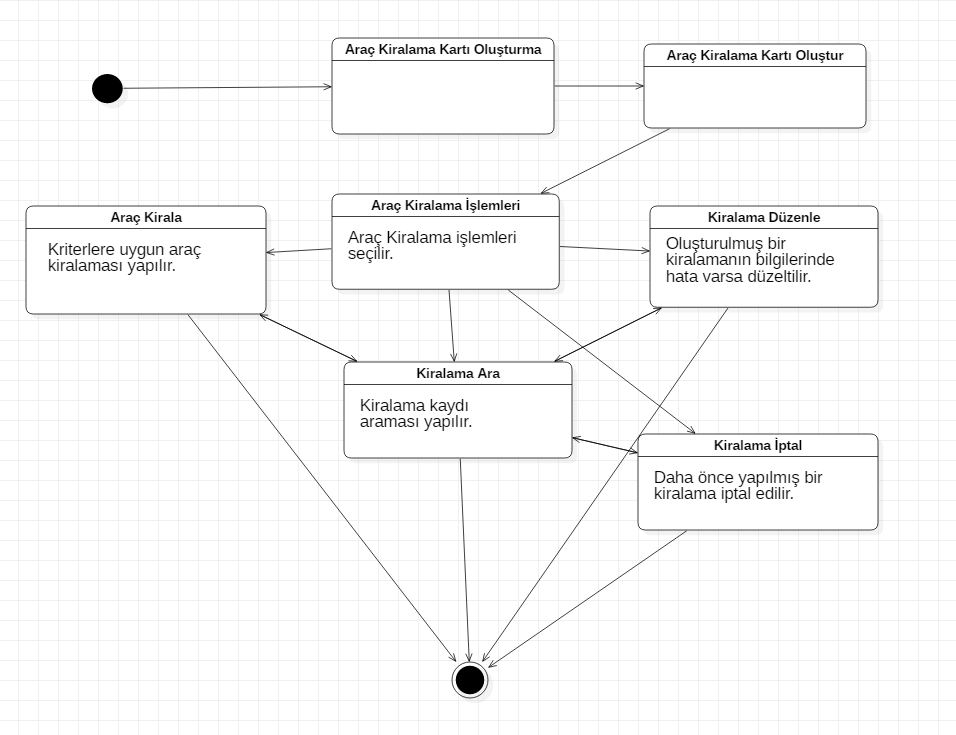 Araç Kiralama Kartı Oluşturma
Araç Kiralama Kartı Oluştur
Araç Kirala
Kriterlere uygun araç
kiralaması yapılır.
Araç Kiralama İşlemleri
Araç Kiralama işlemleri
seçilir.
Kiralama Düzenle
Oluşturulmuş bir
kiralamanın bilgilerinde
hata varsa düzeltilir.
Kiralama Ara
Kiralama kaydı
araması yapılır.
Kiralama İptal
Daha önce yapılmış bir
kiralama iptal edilir.